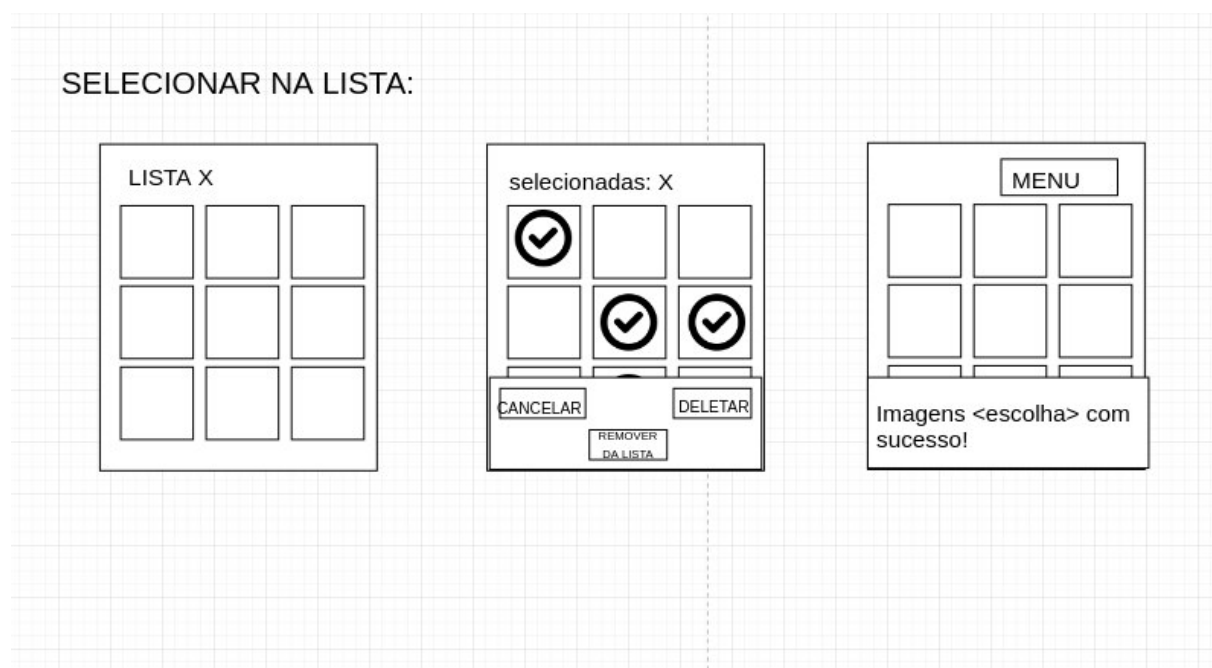 SELECIONAR NA LISTA:
LISTA X
selecionadas: X
CANCELAR
DELETAR
REMOVER
DA LISTA
MENU
Imagens <escolha> com
sucesso!